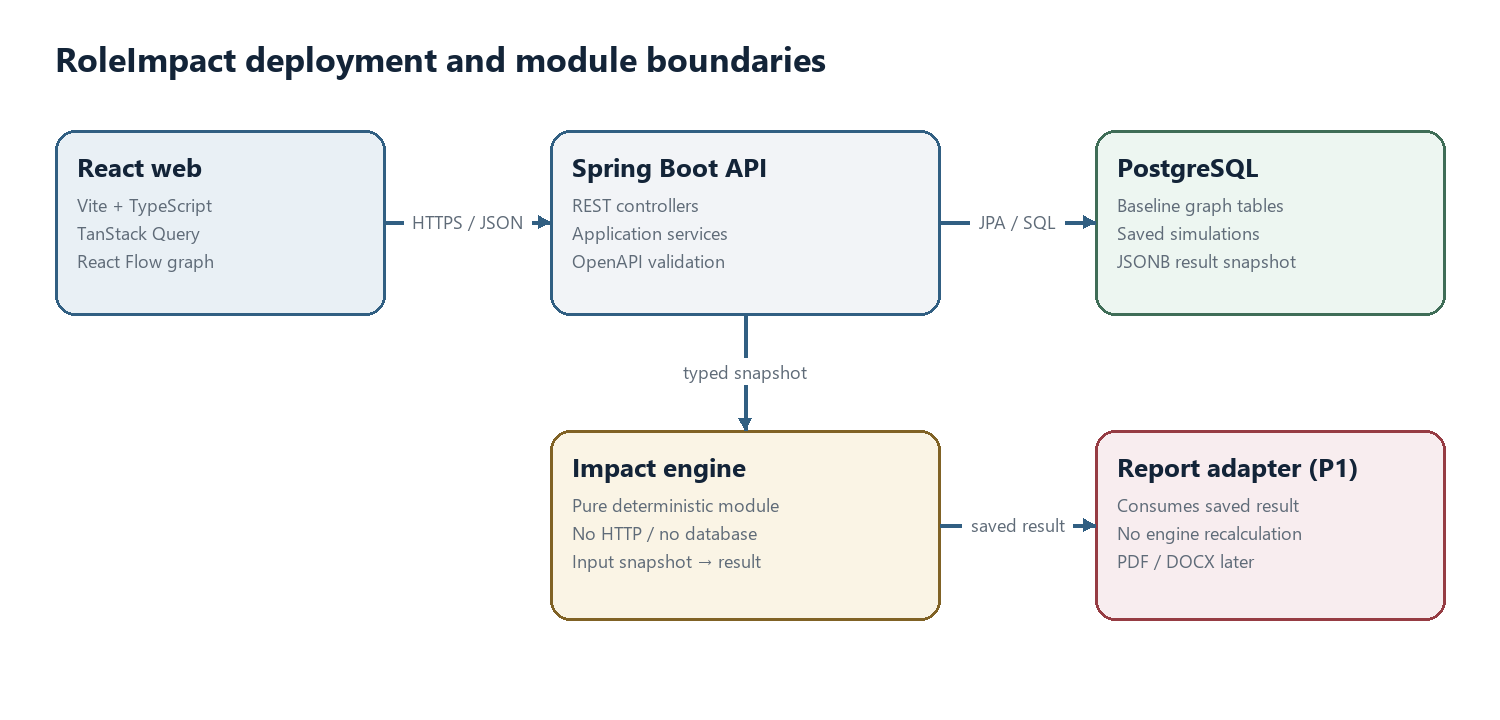 RoleImpact deployment and module boundaries
React web
Vite + TypeScript
TanStack Query
React Flow graph
HTTPS / JSON
Spring Boot API
REST controllers
Application services
OpenAPI validation
JPA / SQL
PostgreSQL
Baseline graph tables
Saved simulations
JSONB result snapshot
typed snapshot
Impact engine
Pure deterministic module
No HTTP / no database
Input snapshot → result
saved result
Report adapter (P1)
Consumes saved result
No engine recalculation
PDF / DOCX later